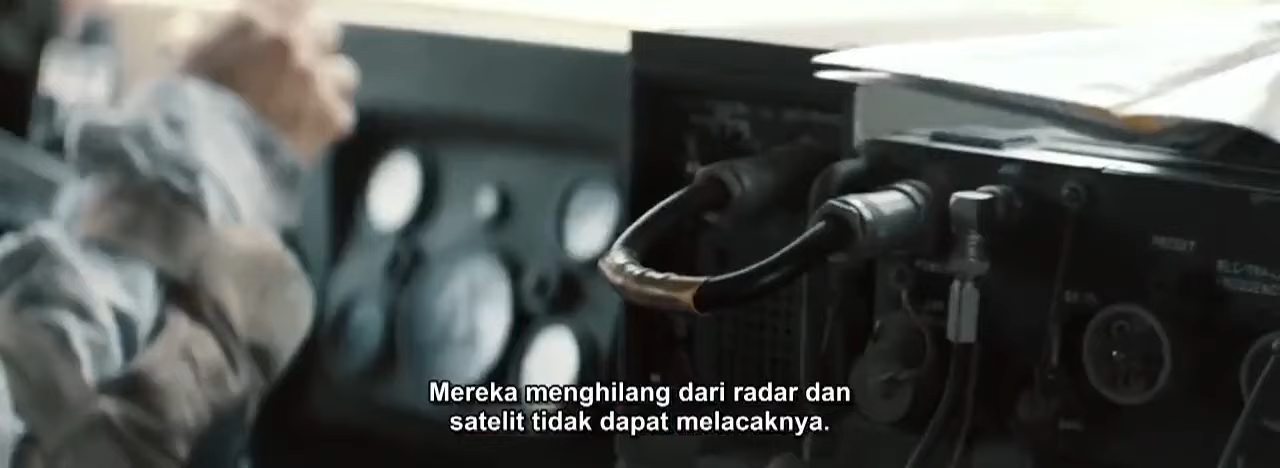 Mereka menghilang dari radar dan
satelit tidak dapat melacaknya.